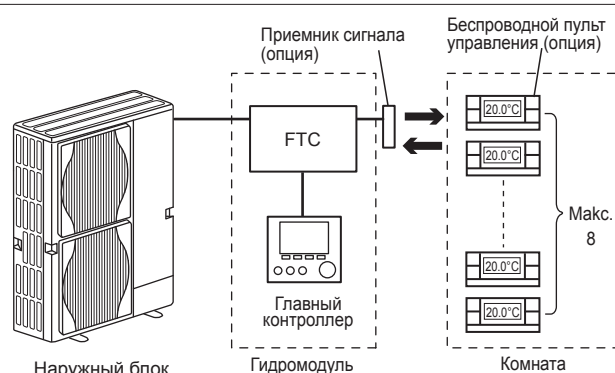 Приемник сигнала
(опция)
Беспроводной пульт
управления (опция)
FTC
20.0°C
20.0°C
20.0°C
20.0°C
Макс.
8
Главный
контроллер
Наружный блок
Гидромодуль
Комната